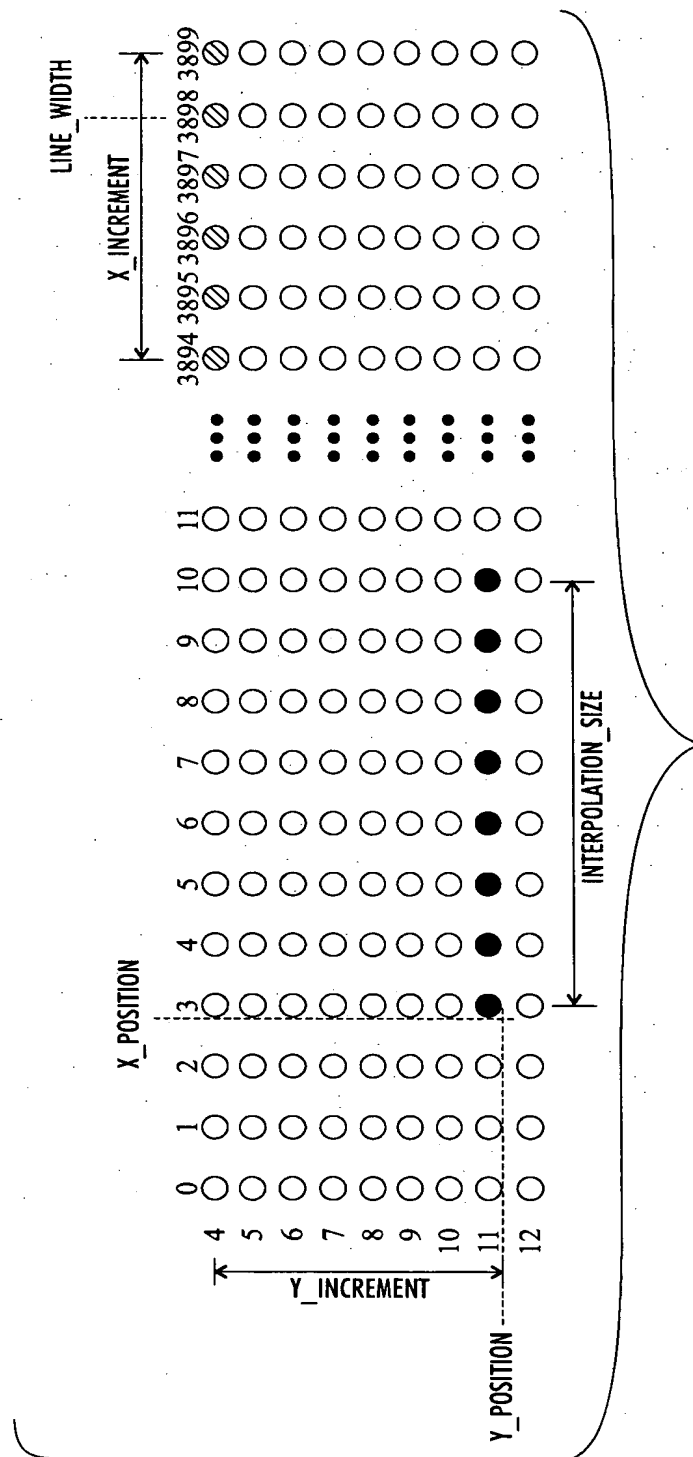 LINE_WIDTH
X_INCREMENT
X_POSITION
0 1 2 3 4 5 6 7 8 9 10 11 3894 3895 3896 3897 3898 3899
4
5
6
7
8
9
10
11
12
Y_INCREMENT
Y_POSITION
INTERPOLATION_SIZE